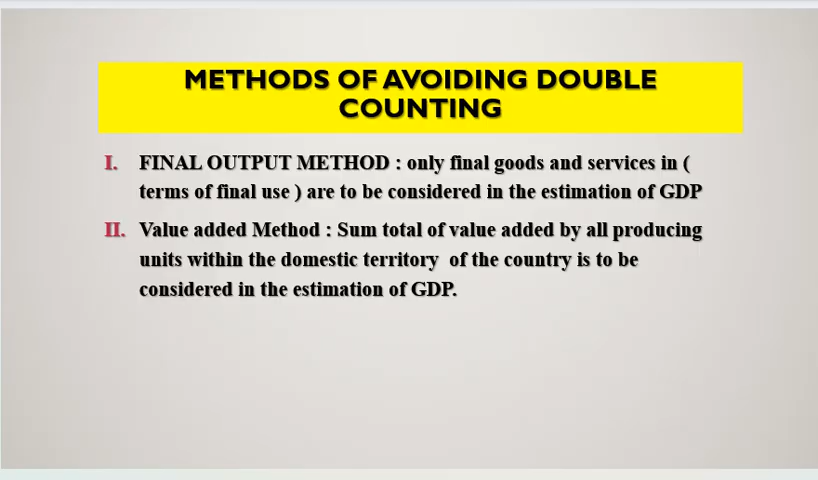 METHODS OF AVOIDING DOUBLE
COUNTING
I. FINAL OUTPUT METHOD : only final goods and services in (
terms of final use ) are to be considered in the estimation of GDP
II. Value added Method : Sum total of value added by all producing
units within the domestic territory of the country is to be
considered in the estimation of GDP.